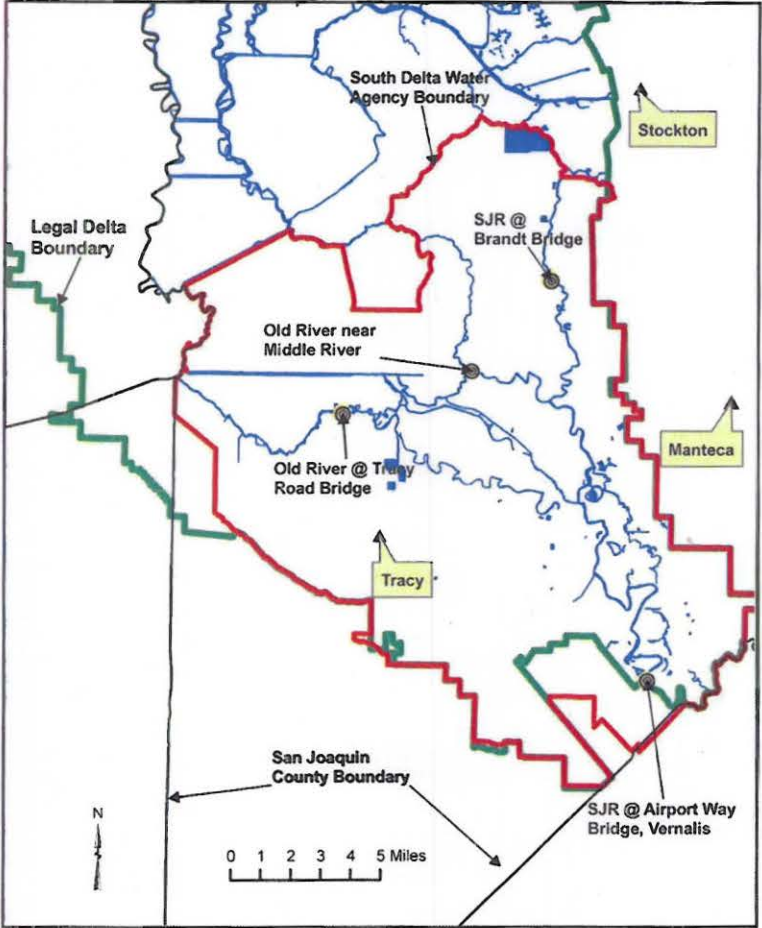 South Delta Water
Agency Boundary
Stockton
Legal Delta
Boundary
SJR @
Brandt Bridge
Old River near
Middle River
Manteca
Old River @ Tracy
Road Bridge
Tracy
San Joaquin
County Boundary
SJR @ Airport Way
Bridge, Vernalis
N
0 1 2 3 4 5 Miles